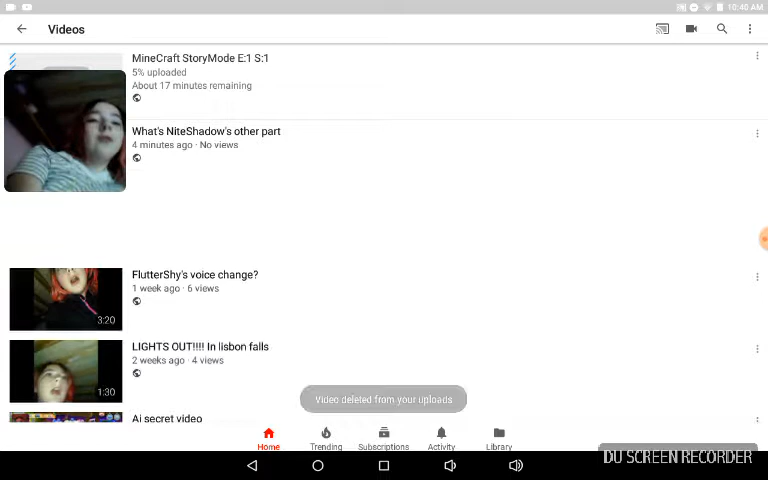 10:40 AM
Videos
MineCraft StoryMode E:1 S:1
5% uploaded
About 17 minutes remaining
What's NiteShadow's other part
4 minutes ago · No views
FlutterShy's voice change?
1 week ago · 6 views
3:20
LIGHTS OUT!!!! In lisbon falls
2 weeks ago · 4 views
1:30
Video deleted from your uploads
Ai secret video
Home
Trending
Subscriptions
Activity
Library
DU SCREEN RECORDER